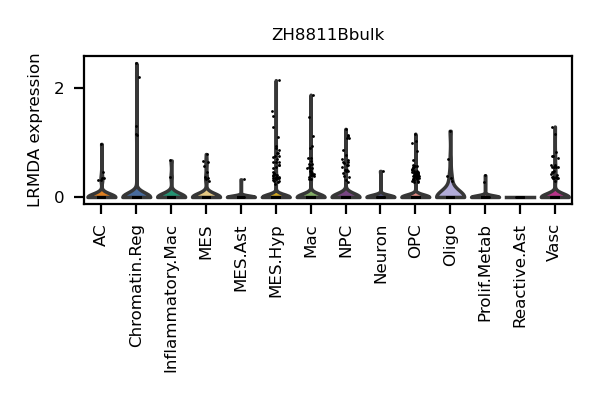 ZH8811Bbulk
LRMDA expression
2
0
AC
Chromatin.Reg
Inflammatory.Mac
MES
MES.Ast
MES.Hyp
Mac
NPC
Neuron
OPC
Oligo
Prolif.Metab
Reactive.Ast
Vasc